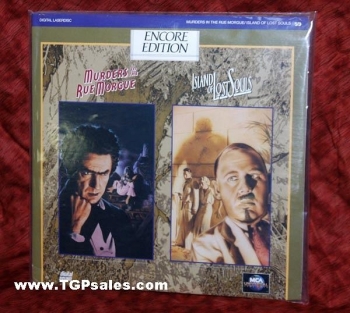 DIGITAL LASERDISC
MURDERS IN THE RUE MORGUE/ISLAND OF LOST SOULS
ENCORE
EDITION
MURDERS IN THE
RUE MORGUE
ISLAND OF
LOST SOULS
MCA
www.TGPsales.com